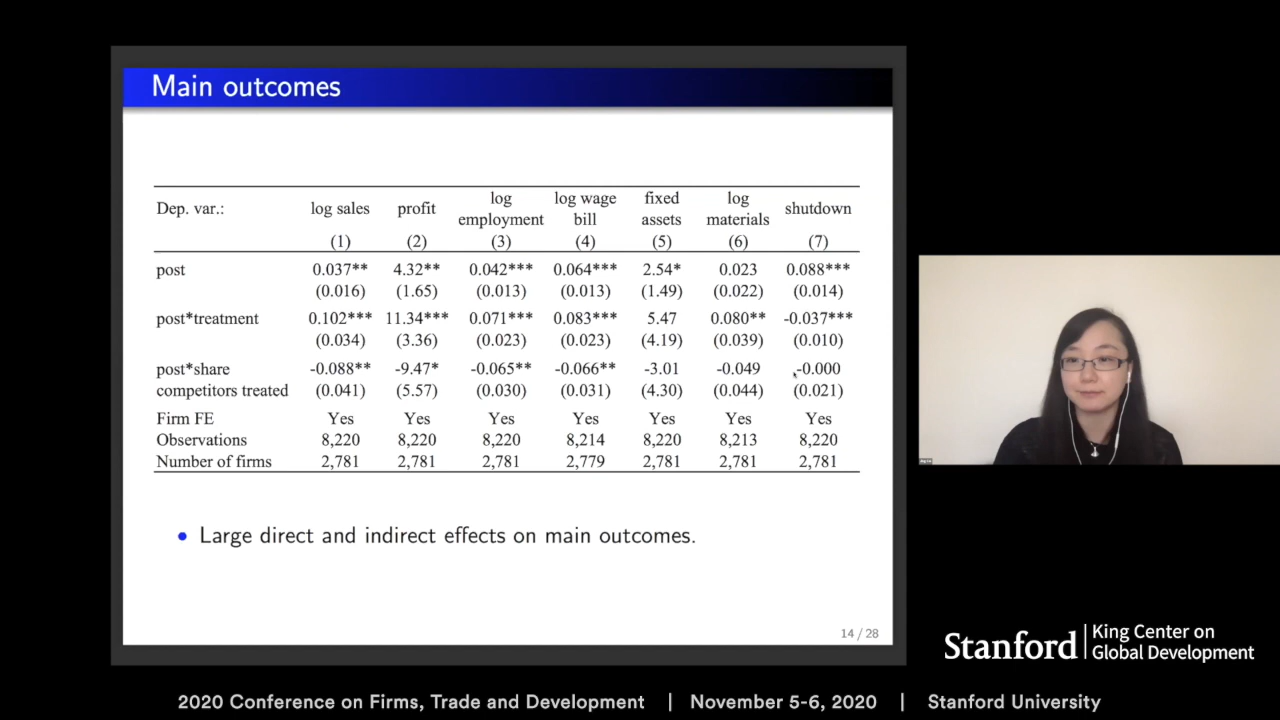 Main outcomes
Dep. var.: log sales profit log employment log wage bill fixed assets log materials shutdown
(1) (2) (3) (4) (5) (6) (7)
post 0.037** 4.32** 0.042*** 0.064*** 2.54* 0.023 0.088***
(0.016) (1.65) (0.013) (0.013) (1.49) (0.022) (0.014)
post*treatment 0.102*** 11.34*** 0.071*** 0.083*** 5.47 0.080** -0.037***
(0.034) (3.36) (0.023) (0.023) (4.19) (0.039) (0.010)
post*share -0.088** -9.47* -0.065** -0.066** -3.01 -0.049 -0.000
competitors treated (0.041) (5.57) (0.030) (0.031) (4.30) (0.044) (0.021)
Firm FE Yes Yes Yes Yes Yes Yes Yes
Observations 8,220 8,220 8,220 8,214 8,220 8,213 8,220
Number of firms 2,781 2,781 2,781 2,779 2,781 2,781 2,781
• Large direct and indirect effects on main outcomes.
14 / 28
Stanford | King Center on
Global Development
2020 Conference on Firms, Trade and Development | November 5-6, 2020 | Stanford University